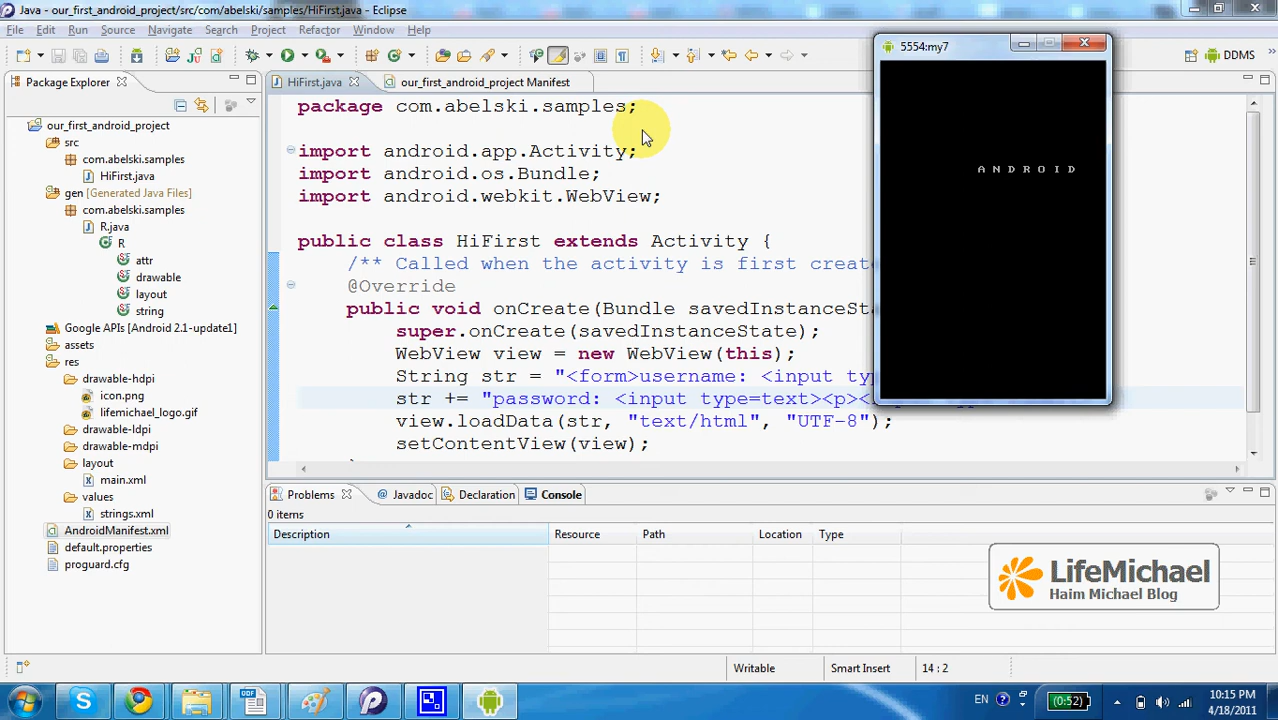 Java - our_first_android_project/src/com/abelski/samples/HiFirst.java - Eclipse
File Edit Run Source Navigate Search Project Refactor Window Help
DDMS
Package Explorer
our_first_android_project
src
com.abelski.samples
HiFirst.java
gen [Generated Java Files]
com.abelski.samples
R.java
R
attr
drawable
layout
string
Google APIs [Android 2.1-update1]
assets
res
drawable-hdpi
icon.png
lifemichael_logo.gif
drawable-ldpi
drawable-mdpi
layout
main.xml
values
strings.xml
AndroidManifest.xml
default.properties
proguard.cfg
HiFirst.java our_first_android_project Manifest
package com.abelski.samples;
import android.app.Activity;
import android.os.Bundle;
import android.webkit.WebView;
public class HiFirst extends Activity {
/** Called when the activity is first creat
@Override
public void onCreate(Bundle savedInstanceSta
super.onCreate(savedInstanceState);
WebView view = new WebView(this);
String str = "<form>username: <input typ
str += "password: <input type=text><p><
view.loadData(str, "text/html", "UTF-8");
setContentView(view);
5554:my7
ANDROID
Problems @ Javadoc Declaration Console
0 items
Description Resource Path Location Type
LifeMichael
Haim Michael Blog
Writable Smart Insert 14 : 2
EN (0:52) 10:15 PM
4/18/2011